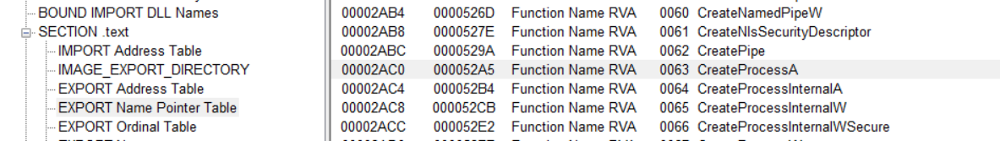 BOUND IMPORT DLL Names
SECTION .text
IMPORT Address Table
IMAGE_EXPORT_DIRECTORY
EXPORT Address Table
EXPORT Name Pointer Table
EXPORT Ordinal Table
00002AB4 0000526D Function Name RVA 0060 CreateNamedPipeW
00002AB8 0000527E Function Name RVA 0061 CreateNlsSecurityDescriptor
00002ABC 0000529A Function Name RVA 0062 CreatePipe
00002AC0 000052A5 Function Name RVA 0063 CreateProcessA
00002AC4 000052B4 Function Name RVA 0064 CreateProcessInternalA
00002AC8 000052CB Function Name RVA 0065 CreateProcessInternalW
00002ACC 000052E2 Function Name RVA 0066 CreateProcessInternalWSecure